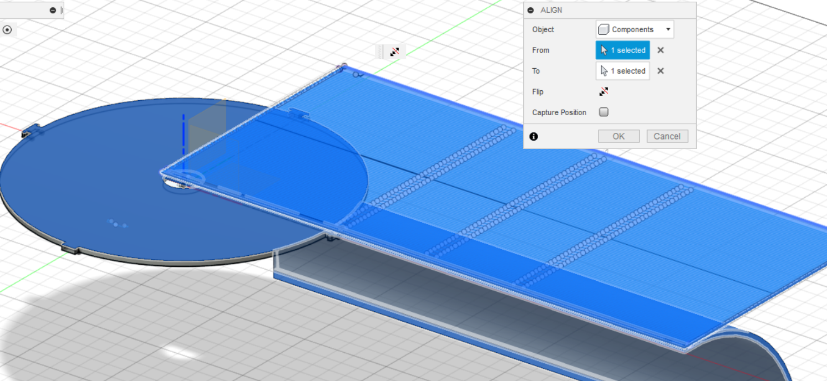 ALIGN
Object Components
From 1 selected
To 1 selected
Flip
Capture Position
OK Cancel